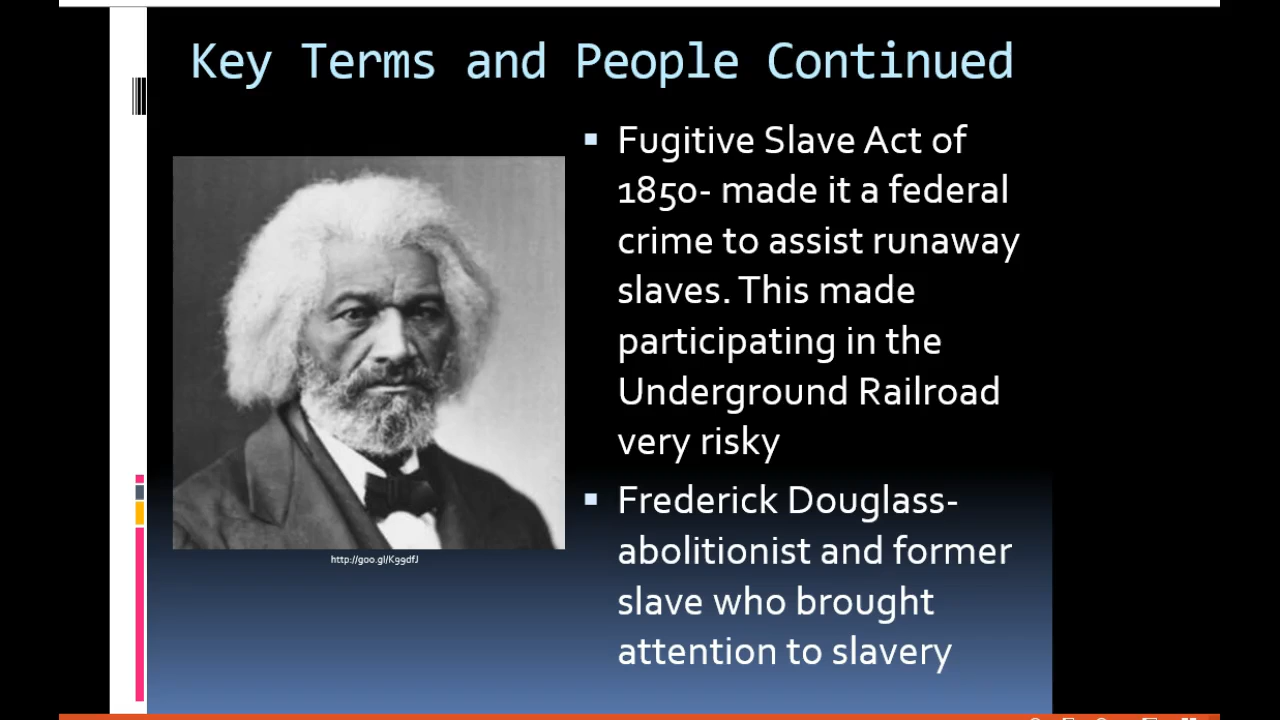 Key Terms and People Continued
Fugitive Slave Act of
1850- made it a federal
crime to assist runaway
slaves. This made
participating in the
Underground Railroad
very risky
Frederick Douglass-
abolitionist and former
slave who brought
attention to slavery
http://goo.gl/K99dfJ